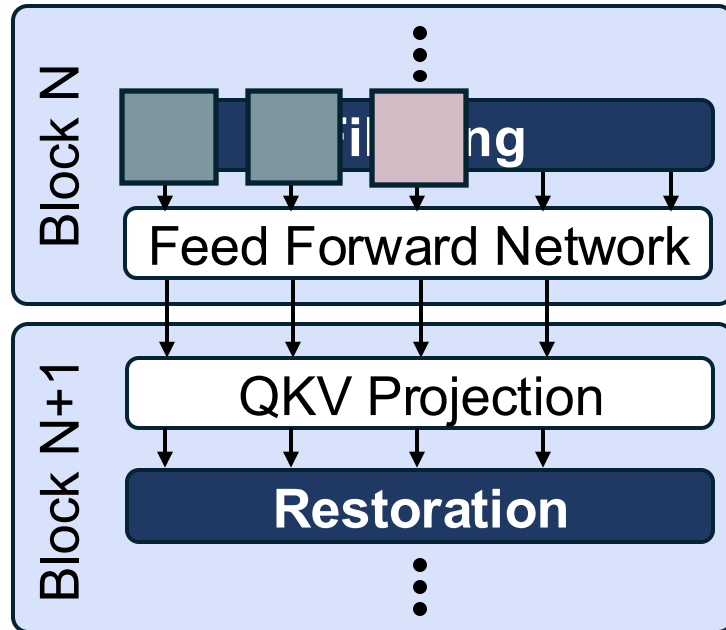 Block N
Feed Forward Network
Block N+1
QKV Projection
Restoration